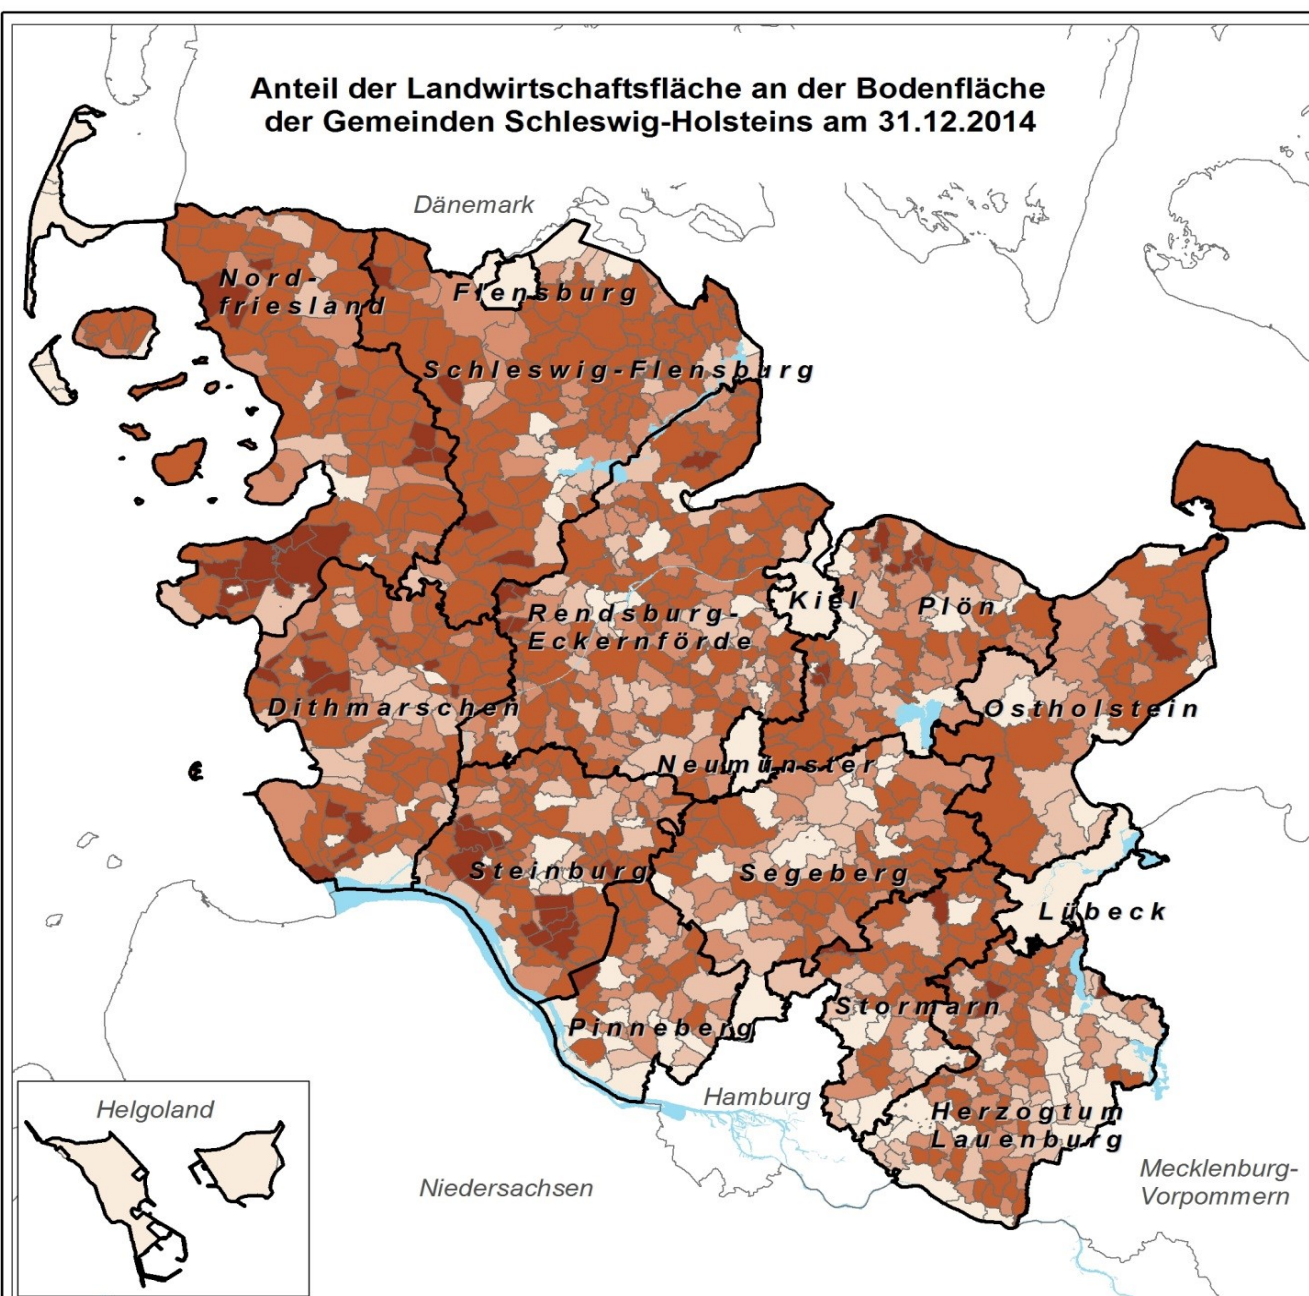 Anteil der Landwirtschaftsfläche an der Bodenfläche
der Gemeinden Schleswig-Holsteins am 31.12.2014
Dänemark
Nord-
friesland
Flensburg
Schleswig-Flensburg
Rendsburg-
Eckernförde
Kiel
Plön
Dithmarschen
Ostholstein
Neumünster
Steinburg
Segeberg
Lübeck
Stormarn
Pinneberg
Hamburg
Helgoland
Herzogtum
Lauenburg
Niedersachsen
Mecklenburg-
Vorpommern